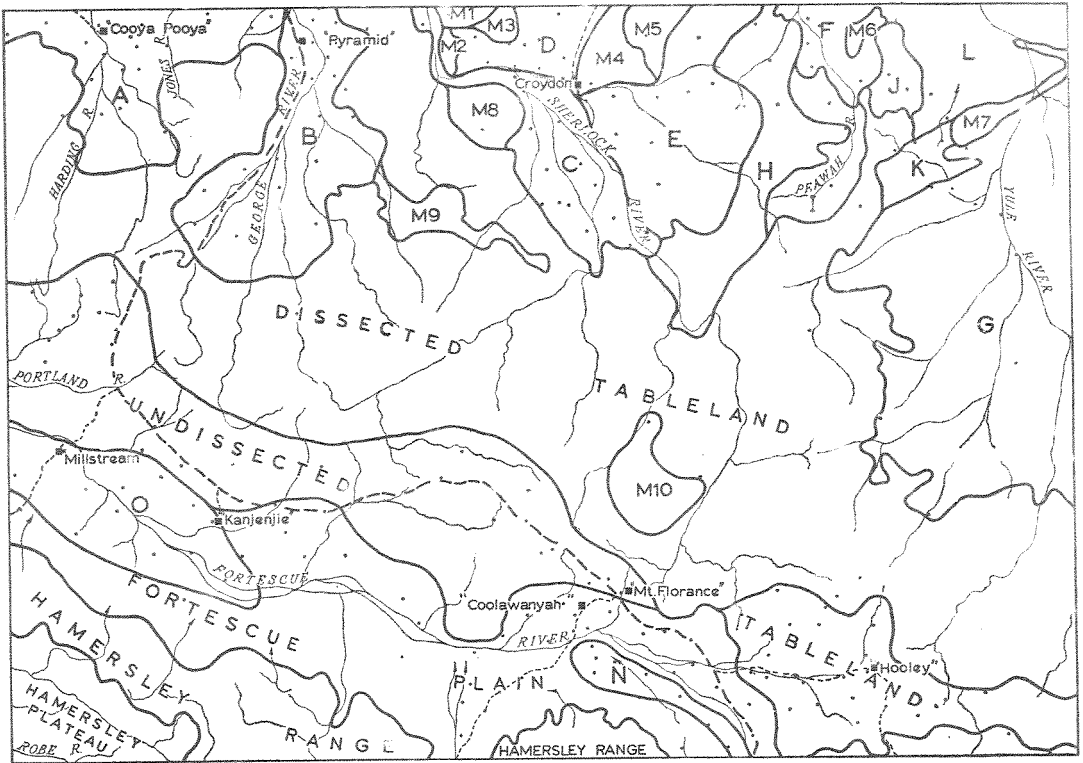 M1
M3
M5
F
M6
"Cooya Pooya"
"Pyramid"
M2
D
M4
L
JONES R.
Croydon
J
A
RIVER
M8
SHERLOCK
M7
B
E
R.
HARDING R.
C
H
PEAWAH
K
GEORGE
M9
RIVER
YULE
RIVER
DISSECTED
G
PORTLAND R.
TABLELAND
UNDISSECTED
"Millstream
M10
O
"Kanjenjie"
FORTESCUE
FORTESCUE
"Mt.Florance"
"Coolawanyah"
HAMERSLEY
RIVER
TABLELAND
"Hooley"
PLAIN
N
HAMERSLEY
PLATEAU
RANGE
ROBE R.
HAMERSLEY RANGE